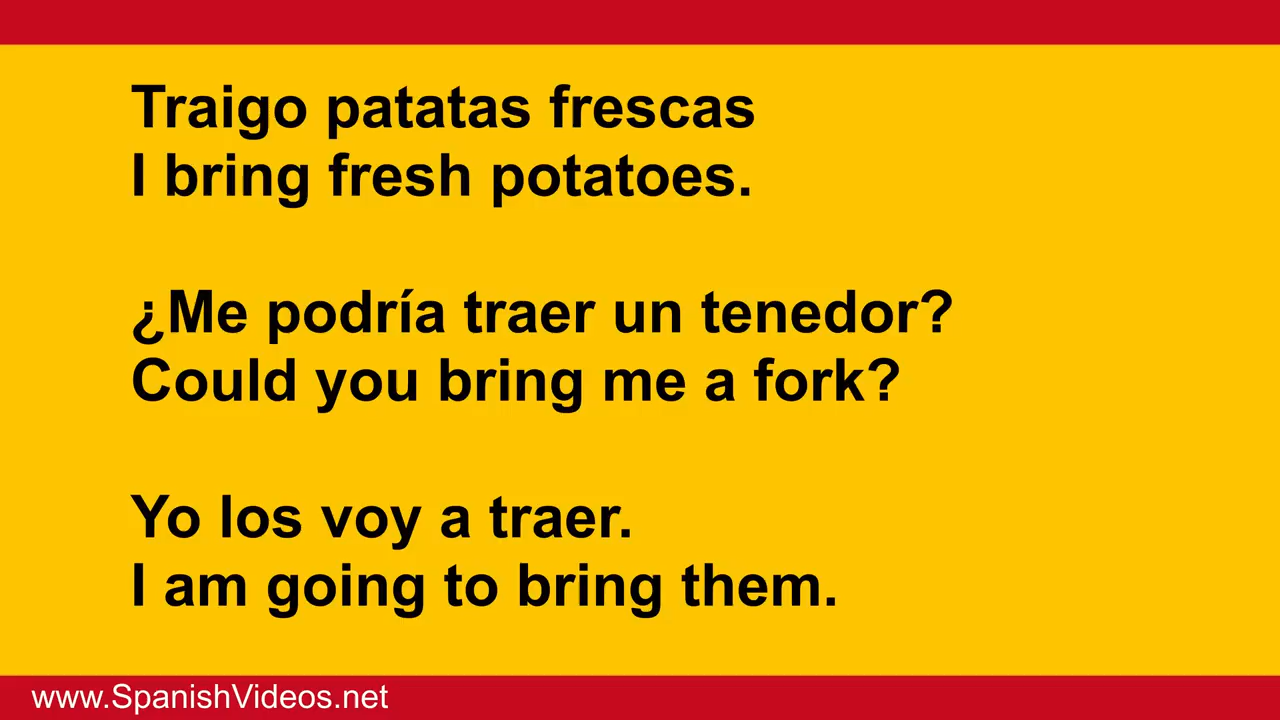 Traigo patatas frescas
I bring fresh potatoes.
¿Me podría traer un tenedor?
Could you bring me a fork?
Yo los voy a traer.
I am going to bring them.
www.SpanishVideos.net